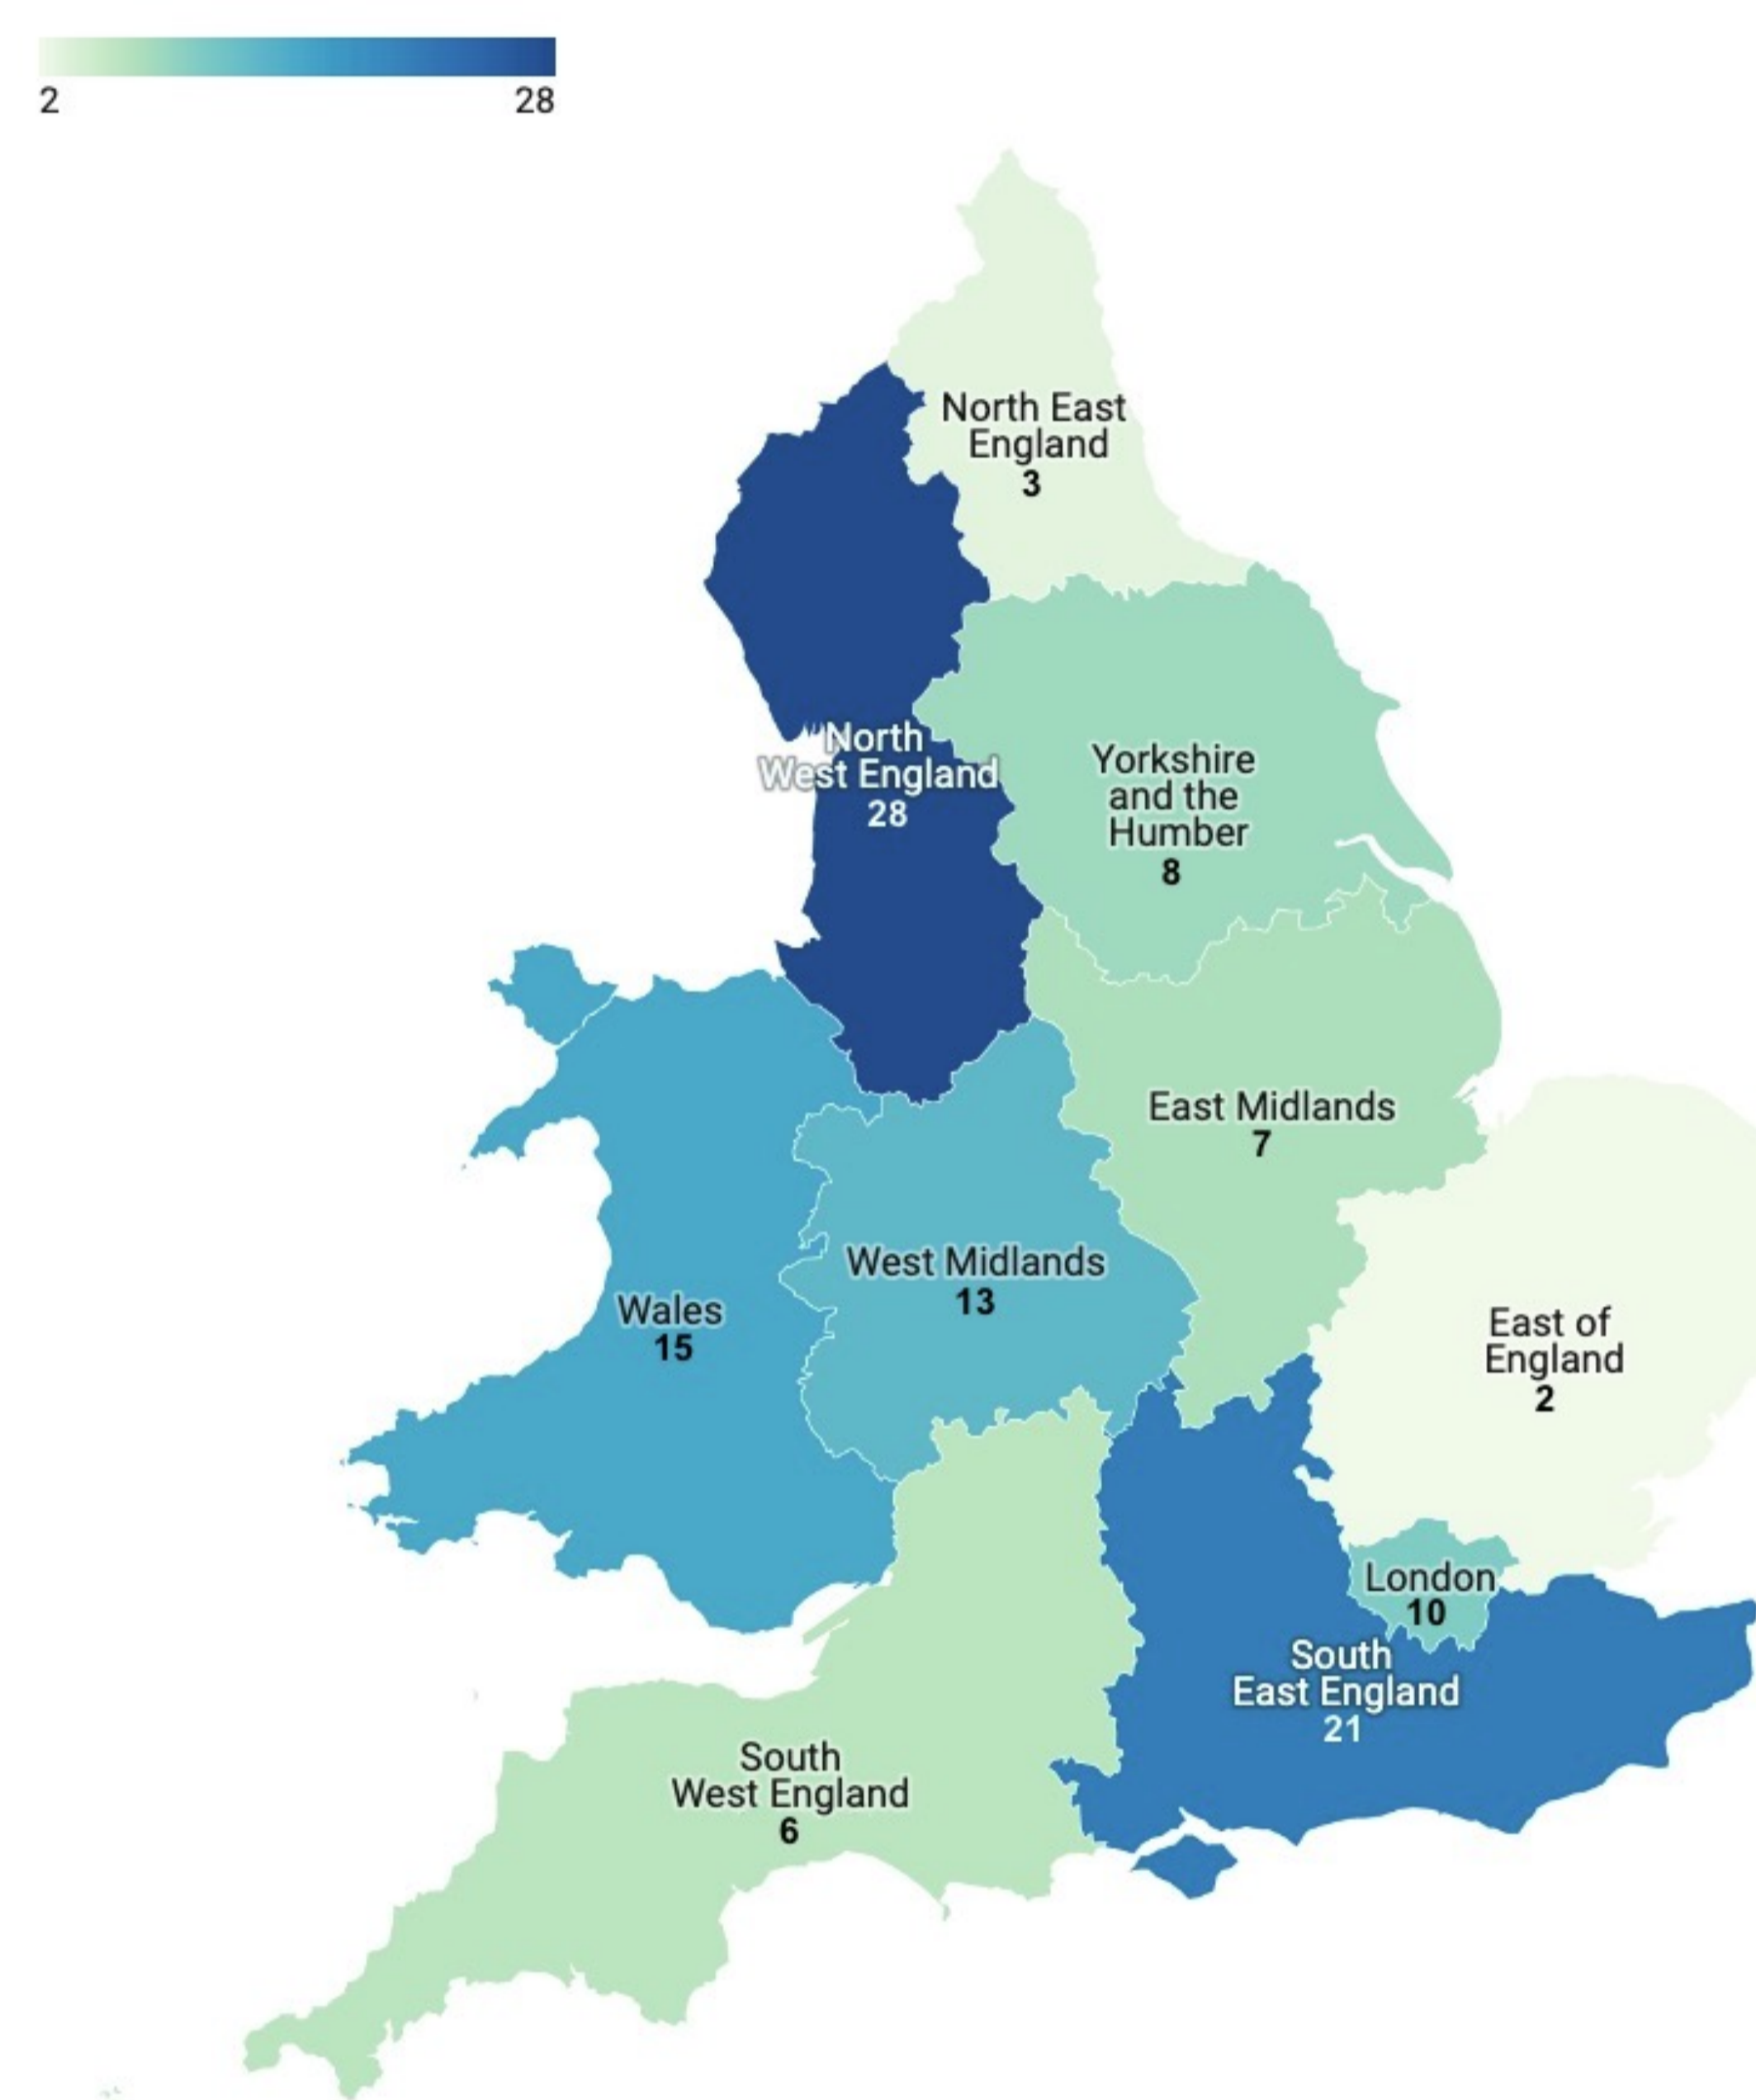 2 28
North East
England
3
North
West England
28
Yorkshire
and the
Humber
8
East Midlands
7
West Midlands
13
Wales
15
East of
England
2
London
10
South
East England
21
South
West England
6